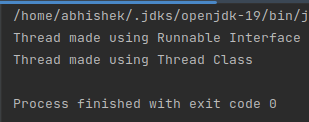 /home/abhishek/.jdks/openjdk-19/bin/j
Thread made using Runnable Interface
Thread made using Thread Class
Process finished with exit code 0